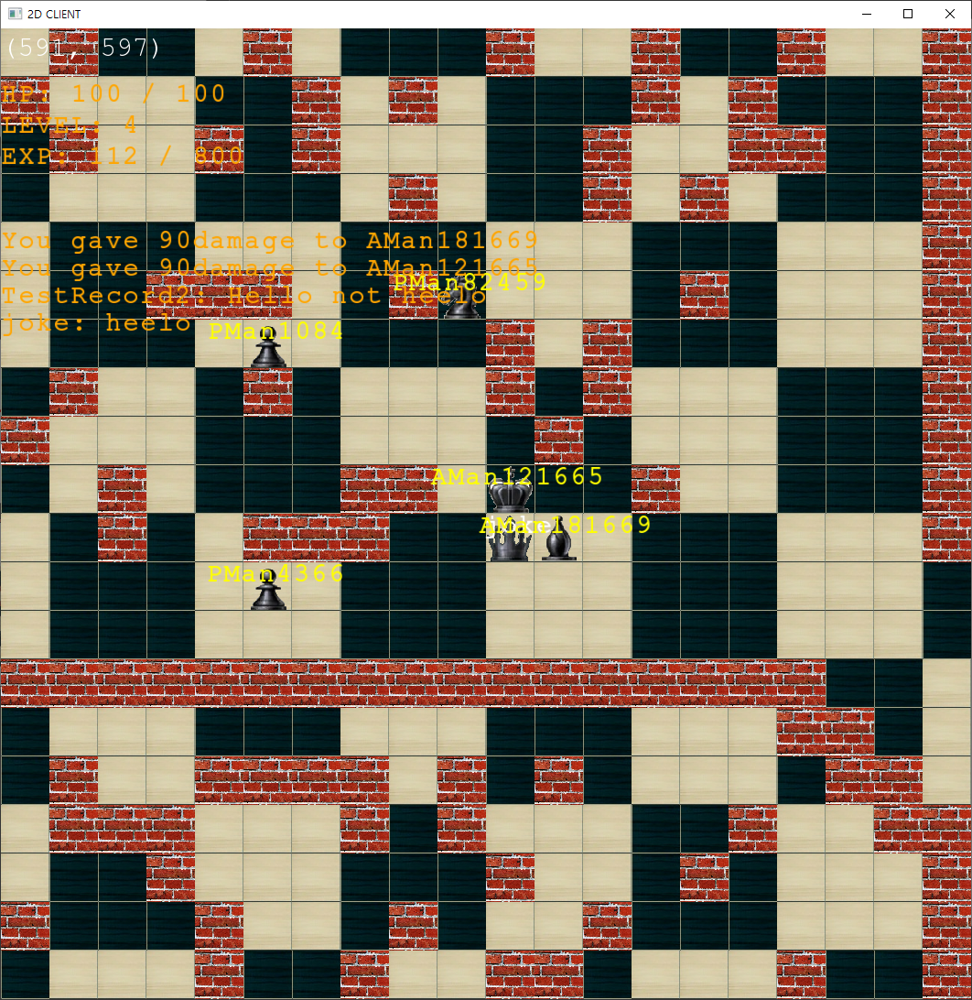 2D CLIENT
(591, 597)
HP: 100 / 100
LEVEL: 4
EXP: 112 / 800
You gave 90damage to AMan181669
You gave 90damage to AMan121665
PMan82459
TestRecord2: Hello not heelo
joke: heelo
PMan1084
AMan121665
joke
AMan181669
PMan4366